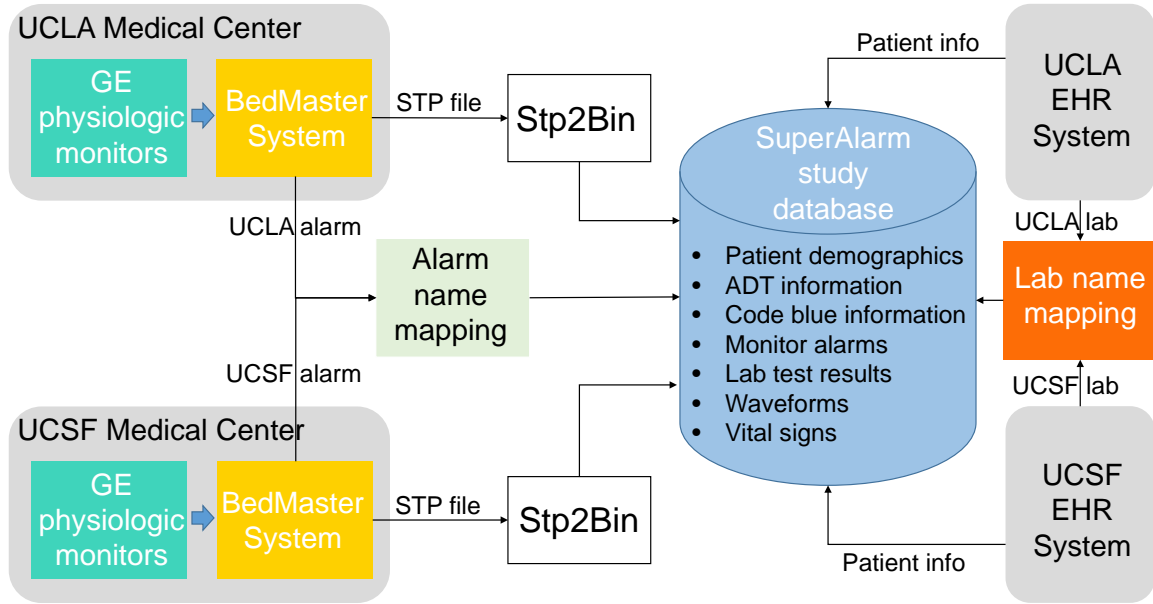 UCLA Medical Center
GE
physiologic
monitors
BedMaster
System
STP file
Stp2Bin
UCLA alarm
Alarm
name
mapping
UCSF alarm
UCSF Medical Center
GE
physiologic
monitors
BedMaster
System
STP file
Stp2Bin
SuperAlarm
study
database
• Patient demographics
• ADT information
• Code blue information
• Monitor alarms
• Lab test results
• Waveforms
• Vital signs
Patient info
UCLA
EHR
System
UCLA lab
Lab name
mapping
UCSF lab
UCSF
EHR
System
Patient info